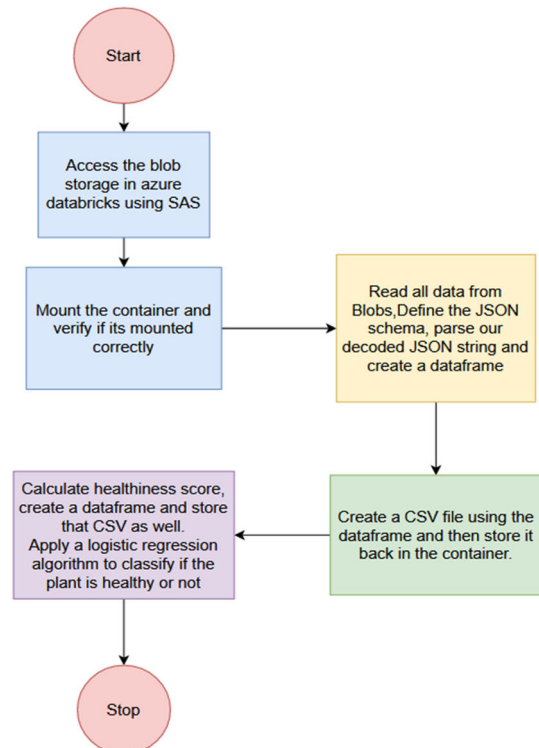 Start
Access the blob
storage in azure
databricks using SAS
Mount the container and
verify if its mounted
correctly
Read all data from
Blobs,Define the JSON
schema, parse our
decoded JSON string and
create a dataframe
Create a CSV file using the
dataframe and then store it
back in the container.
Calculate healthiness score,
create a dataframe and store
that CSV as well.
Apply a logistic regression
algorithm to classify if the
plant is healthy or not
Stop